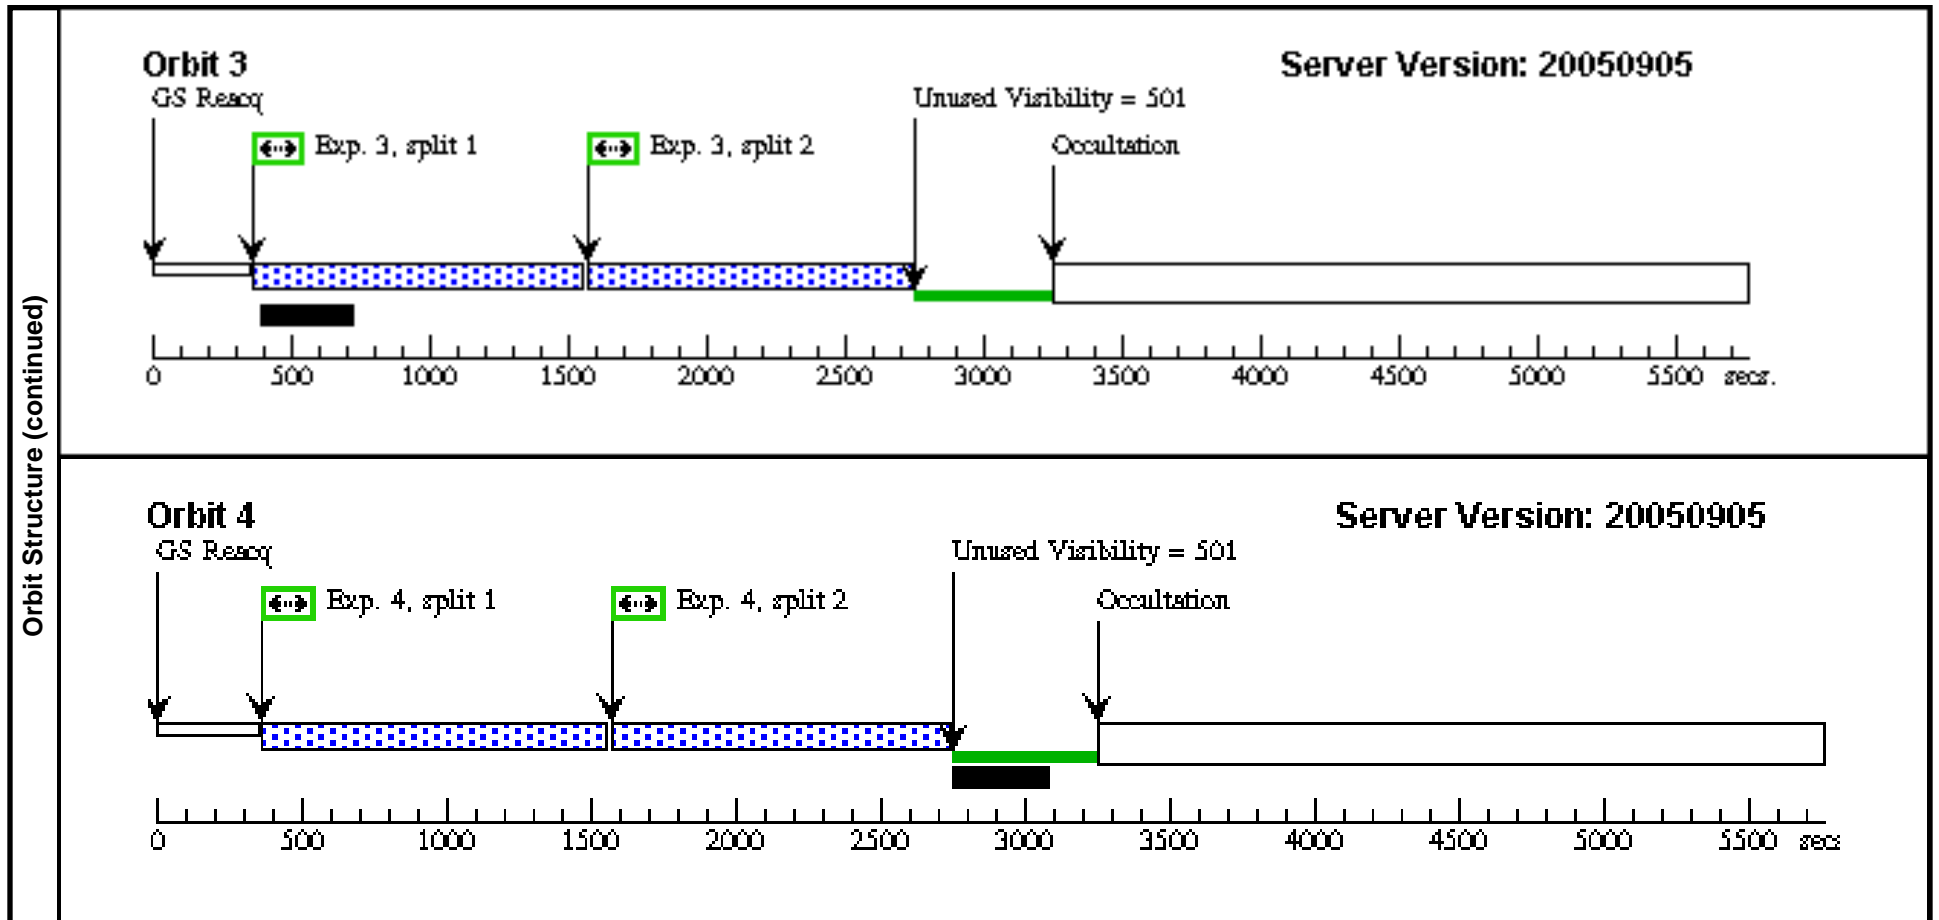 Orbit Structure (continued)
Orbit 3
Server Version: 20050905
GS Reacq
Unused Visibility = 501
Exp. 3, split 1
Exp. 3, split 2
Occultation
0 500 1000 1500 2000 2500 3000 3500 4000 4500 5000 5500 secs.
Orbit 4
Server Version: 20050905
GS Reacq
Unused Visibility = 501
Exp. 4, split 1
Exp. 4, split 2
Occultation
0 500 1000 1500 2000 2500 3000 3500 4000 4500 5000 5500 secs